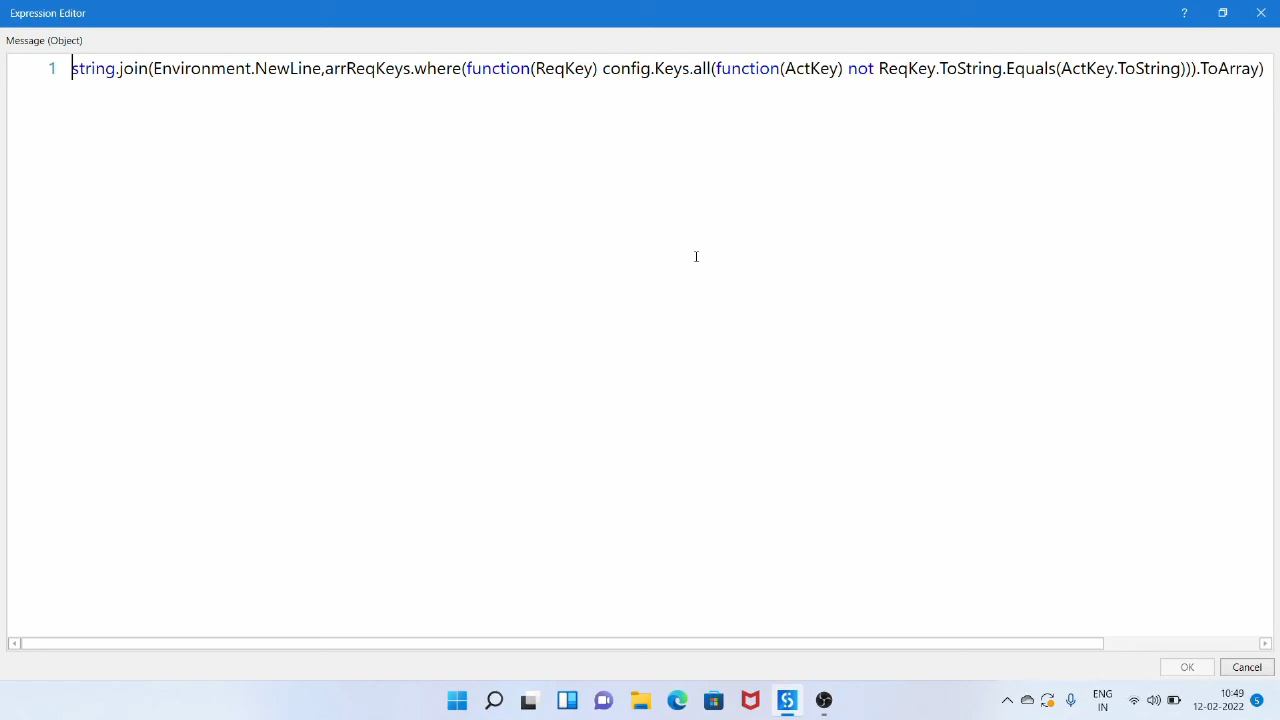 Expression Editor
?
Message (Object)
1 string.join(Environment.NewLine,arrReqKeys.where(function(ReqKey) config.Keys.all(function(ActKey) not ReqKey.ToString.Equals(ActKey.ToString))).ToArray)
OK Cancel
ENG
IN
10:49
12-02-2022
5